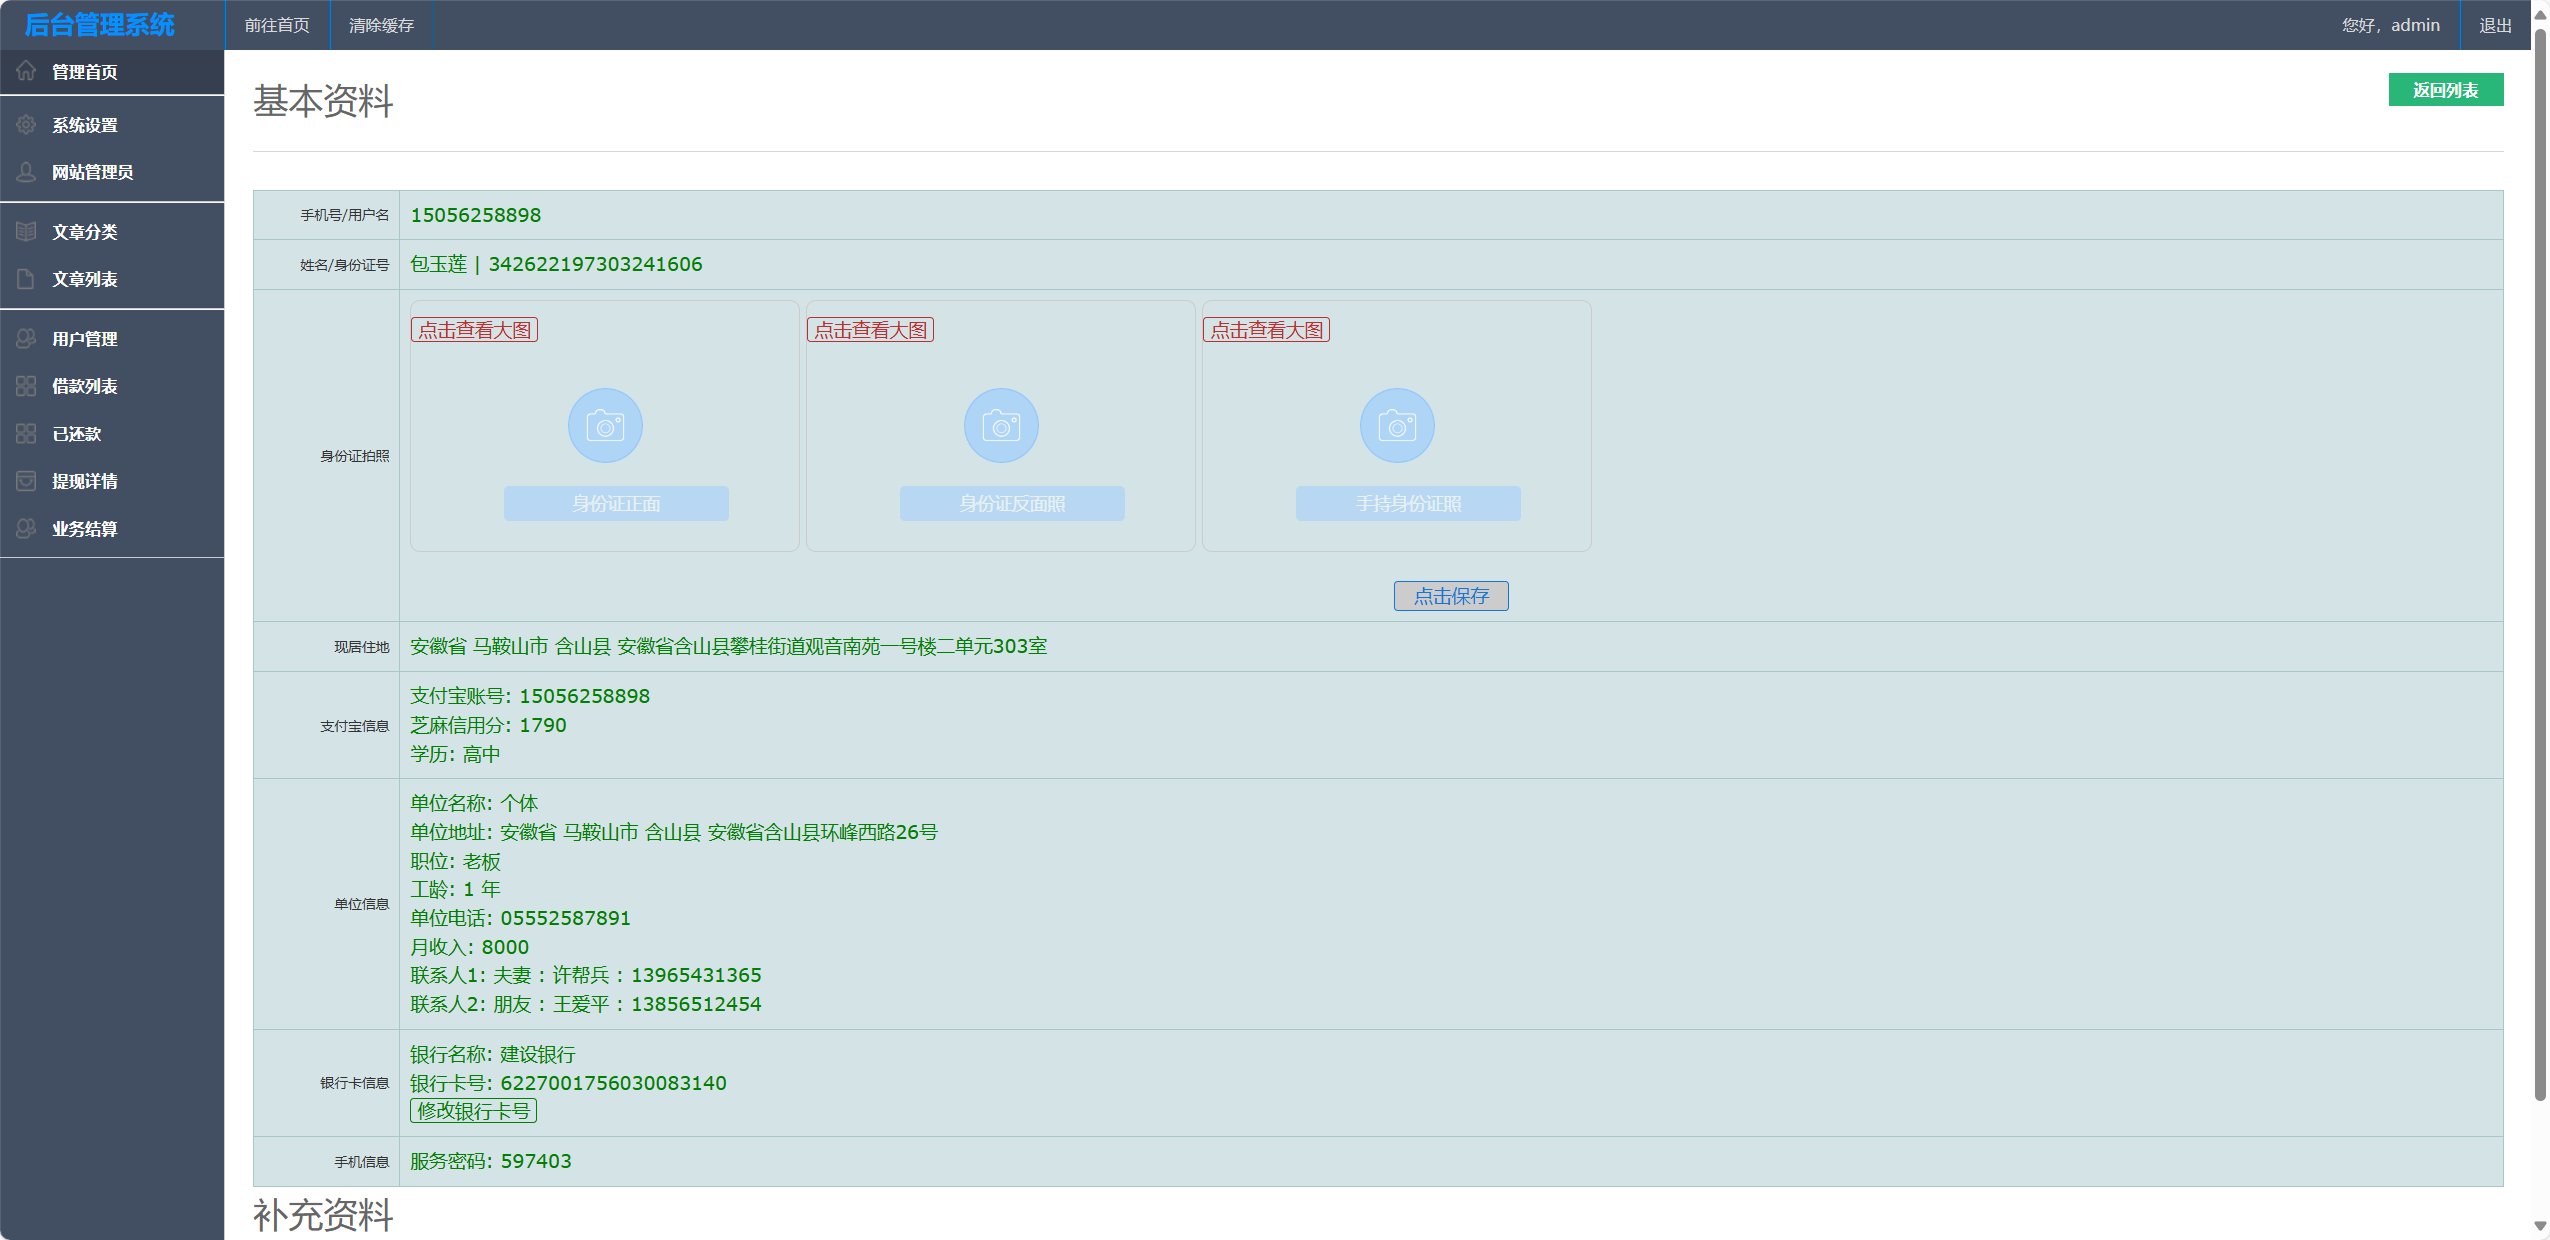 后台管理系统
前往首页
清除缓存
您好，admin
退出
管理首页
系统设置
网站管理员
文章分类
文章列表
用户管理
借款列表
已还款
提现详情
业务结算
基本资料
返回列表
手机号/用户名
15056258898
姓名/身份证号
包玉莲 | 342622197303241606
身份证拍照
点击查看大图
点击查看大图
点击查看大图
身份证正面
身份证反面照
手持身份证照
点击保存
现居住地
安徽省 马鞍山市 含山县 安徽省含山县攀桂街道观音南苑一号楼二单元303室
支付宝信息
支付宝账号: 15056258898
芝麻信用分: 1790
学历: 高中
单位信息
单位名称: 个体
单位地址: 安徽省 马鞍山市 含山县 安徽省含山县环峰西路26号
职位: 老板
工龄: 1 年
单位电话: 05552587891
月收入: 8000
联系人1: 夫妻 : 许帮兵 : 13965431365
联系人2: 朋友 : 王爱平 : 13856512454
银行卡信息
银行名称: 建设银行
银行卡号: 6227001756030083140
修改银行卡号
手机信息
服务密码: 597403
补充资料